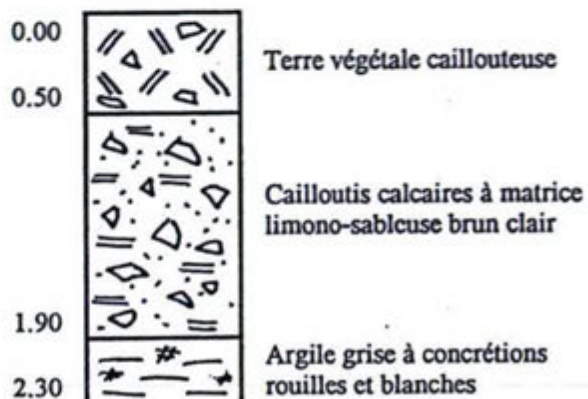 0.00
Terre végétale caillouteuse
0.50
Cailloutis calcaires à matrice
limono-sableuse brun clair
1.90
Argile grise à concrétions
rouilles et blanches
2.30